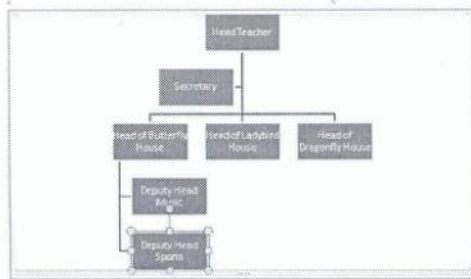 Head Teacher
Secretary
Head of Butterfly
House
Head of Ladybird
House
Head of
Dragonfly House
Deputy Head
Music
Deputy Head
Sports